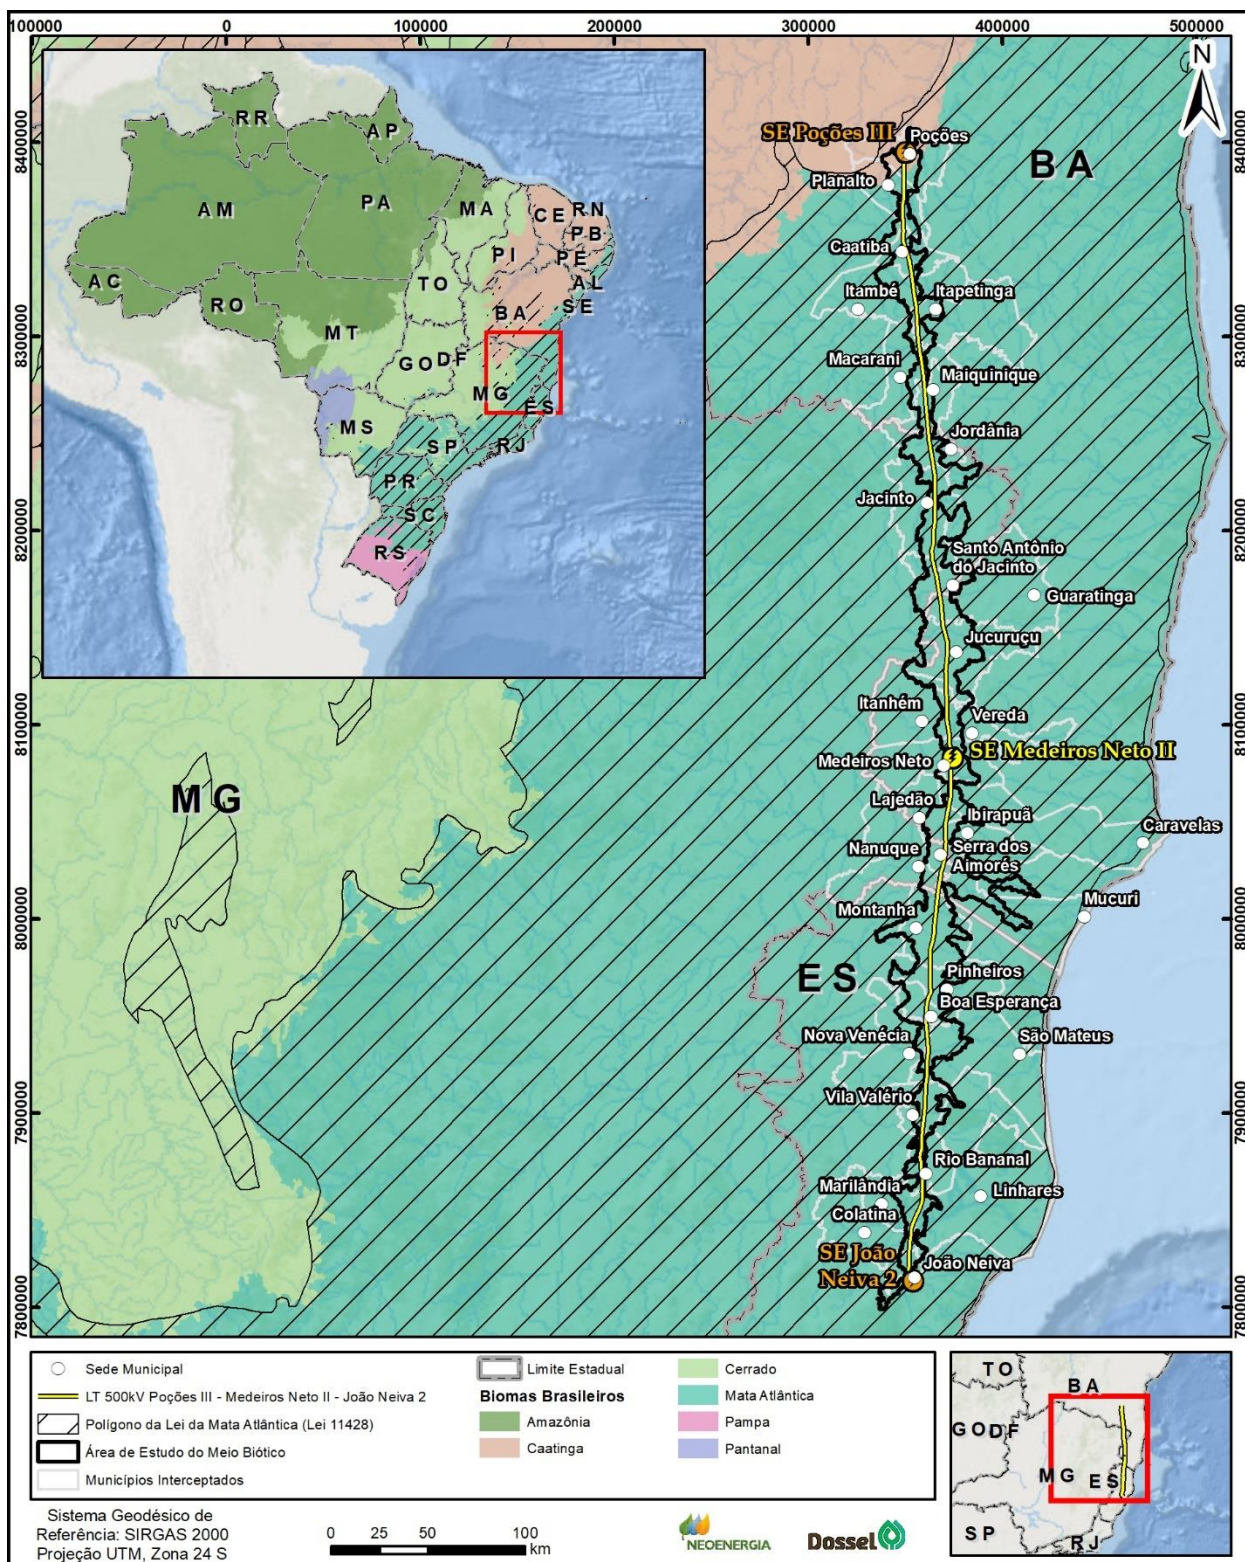 100000 0 100000 200000 300000 400000 500000
8400000
8300000
8200000
8100000
8000000
7900000
7800000
RR
AP
AM
PA
MA
CE
RN
PB
PI
PE
AC
AL
TO
SE
RO
BA
MT
GO
DF
MG
ES
MS
SP
RJ
PR
SC
RS
N
BA
SE Poções III
Poções
Planalto
Caatiba
Itambé
Itapetinga
Macarani
Maiquinique
Jordânia
Jacinto
Santo Antônio
do Jacinto
Guaratinga
Jucuruçu
Itanhém
Vereda
SE Medeiros Neto II
Medeiros Neto
MG
Lajedão
Ibirapuã
Caravelas
Nanuque
Serra dos
Aimorés
Mucuri
Montanha
ES
Pinheiros
Boa Esperança
Nova Venécia
São Mateus
Vila Valério
Rio Bananal
Marilândia
Linhares
Colatina
SE João
Neiva 2
João Neiva
8400000
8300000
8200000
8100000
8000000
7900000
7800000
Sede Municipal
LT 500kV Poções III - Medeiros Neto II - João Neiva 2
Polígono da Lei da Mata Atlântica (Lei 11428)
Área de Estudo do Meio Biótico
Municípios Interceptados
Limite Estadual
Biomas Brasileiros
Amazônia
Caatinga
Cerrado
Mata Atlântica
Pampa
Pantanal
TO
BA
GO
DF
MG
ES
SP
RJ
Sistema Geodésico de
Referência: SIRGAS 2000
Projeção UTM, Zona 24 S
0 25 50 100
km
NEOENERGIA
Dossel